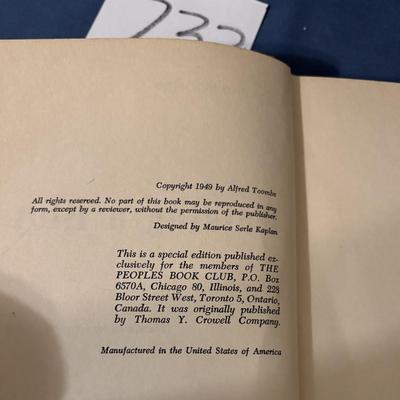 732
Copyright 1949 by Alfred Toombs
All rights reserved. No part of this book may be reproduced in any
form, except by a reviewer, without the permission of the publisher.
Designed by Maurice Serle Kaplan
This is a special edition published ex-
clusively for the members of THE
PEOPLES BOOK CLUB, P.O. Box
6570A, Chicago 80, Illinois, and 228
Bloor Street West, Toronto 5, Ontario,
Canada. It was originally published
by Thomas Y. Crowell Company.
Manufactured in the United States of America